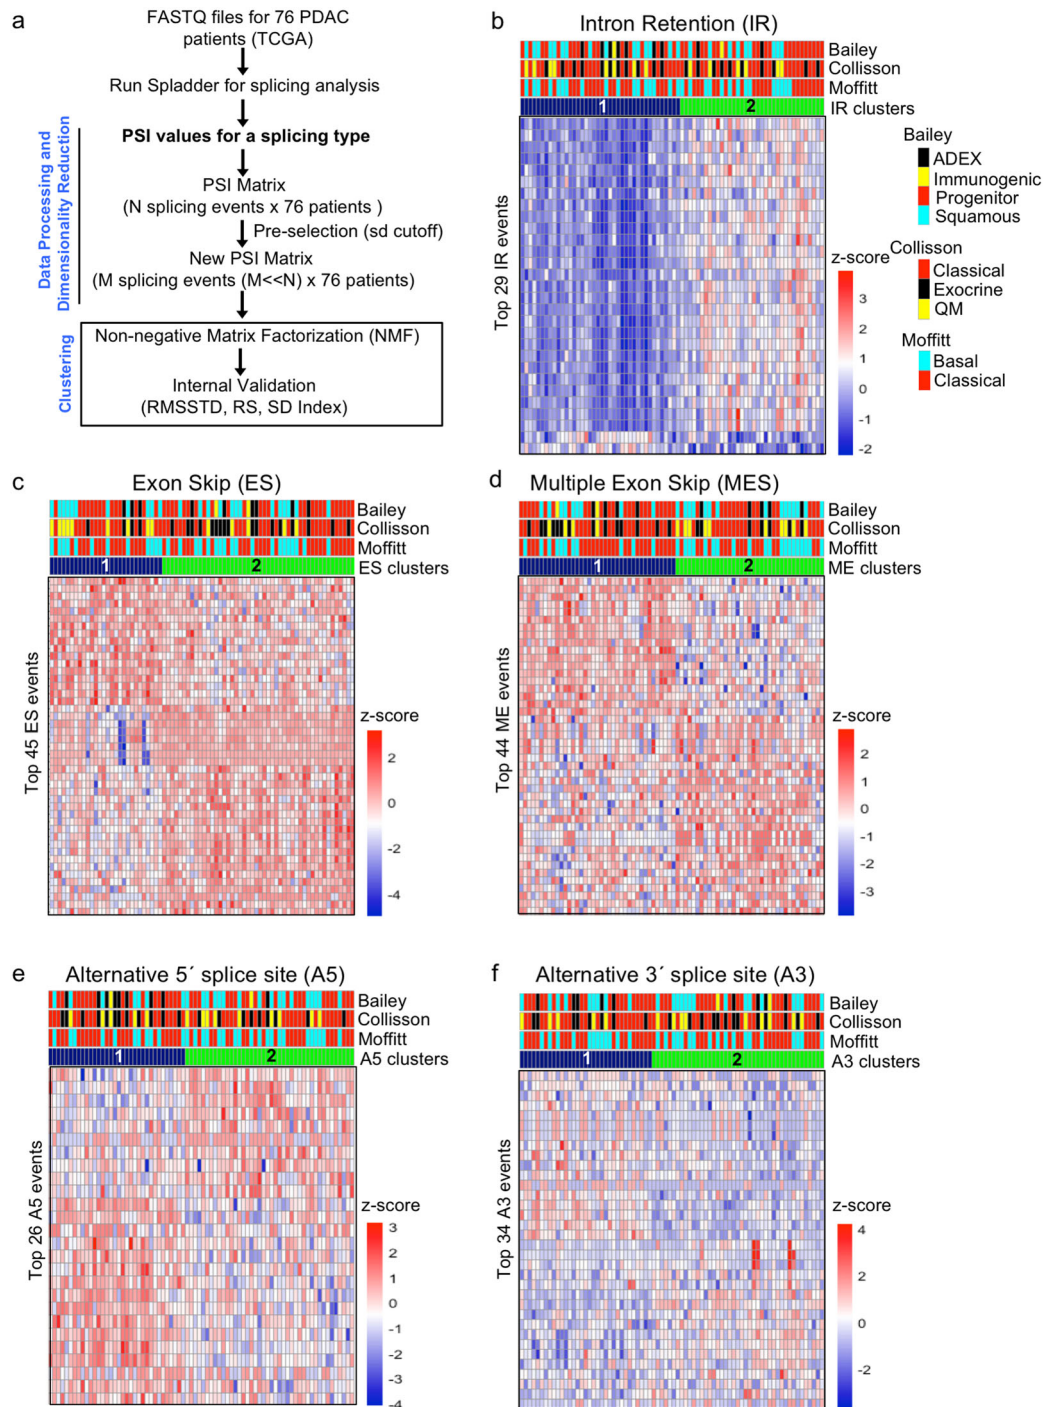 a
FASTQ files for 76 PDAC
patients (TCGA)
Run Spladder for splicing analysis
PSI values for a splicing type
PSI Matrix
(N splicing events x 76 patients )
Pre-selection (sd cutoff)
New PSI Matrix
(M splicing events (M<<N) x 76 patients)
Data Processing and
Dimensionality Reduction
Non-negative Matrix Factorization (NMF)
Internal Validation
(RMSSTD, RS, SD Index)
Clustering
b
Intron Retention (IR)
Bailey
Collisson
Moffitt
1
2
IR clusters
Top 29 IR events
z-score
3
2
1
0
-1
-2
Bailey
ADEX
Immunogenic
Progenitor
Squamous
Collisson
Classical
Exocrine
QM
Moffitt
Basal
Classical
c
Exon Skip (ES)
Bailey
Collisson
Moffitt
1
2
ES clusters
Top 45 ES events
z-score
2
0
-2
-4
d
Multiple Exon Skip (MES)
Bailey
Collisson
Moffitt
1
2
ME clusters
Top 44 ME events
z-score
2
1
0
-1
-2
-3
e
Alternative 5´ splice site (A5)
Bailey
Collisson
Moffitt
1
2
A5 clusters
Top 26 A5 events
z-score
3
2
1
0
-1
-2
-3
-4
f
Alternative 3´ splice site (A3)
Bailey
Collisson
Moffitt
1
2
A3 clusters
Top 34 A3 events
z-score
4
2
0
-2